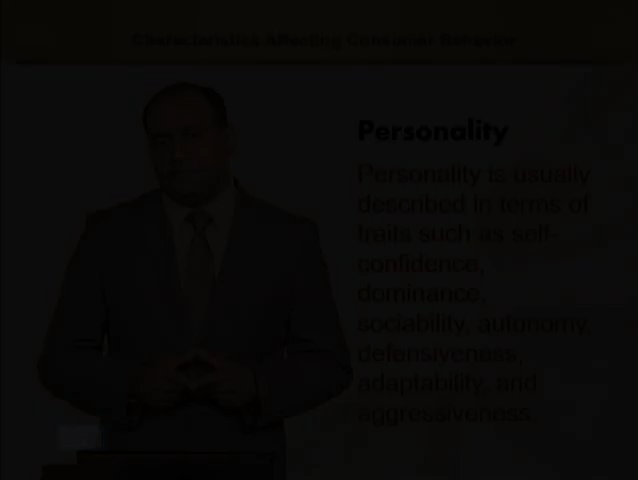 Characteristics Affecting Consumer Behavior
Personality
Personality is usually
described in terms of
traits such as self-
confidence,
dominance,
sociability, autonomy,
defensiveness,
adaptability, and
aggressiveness.